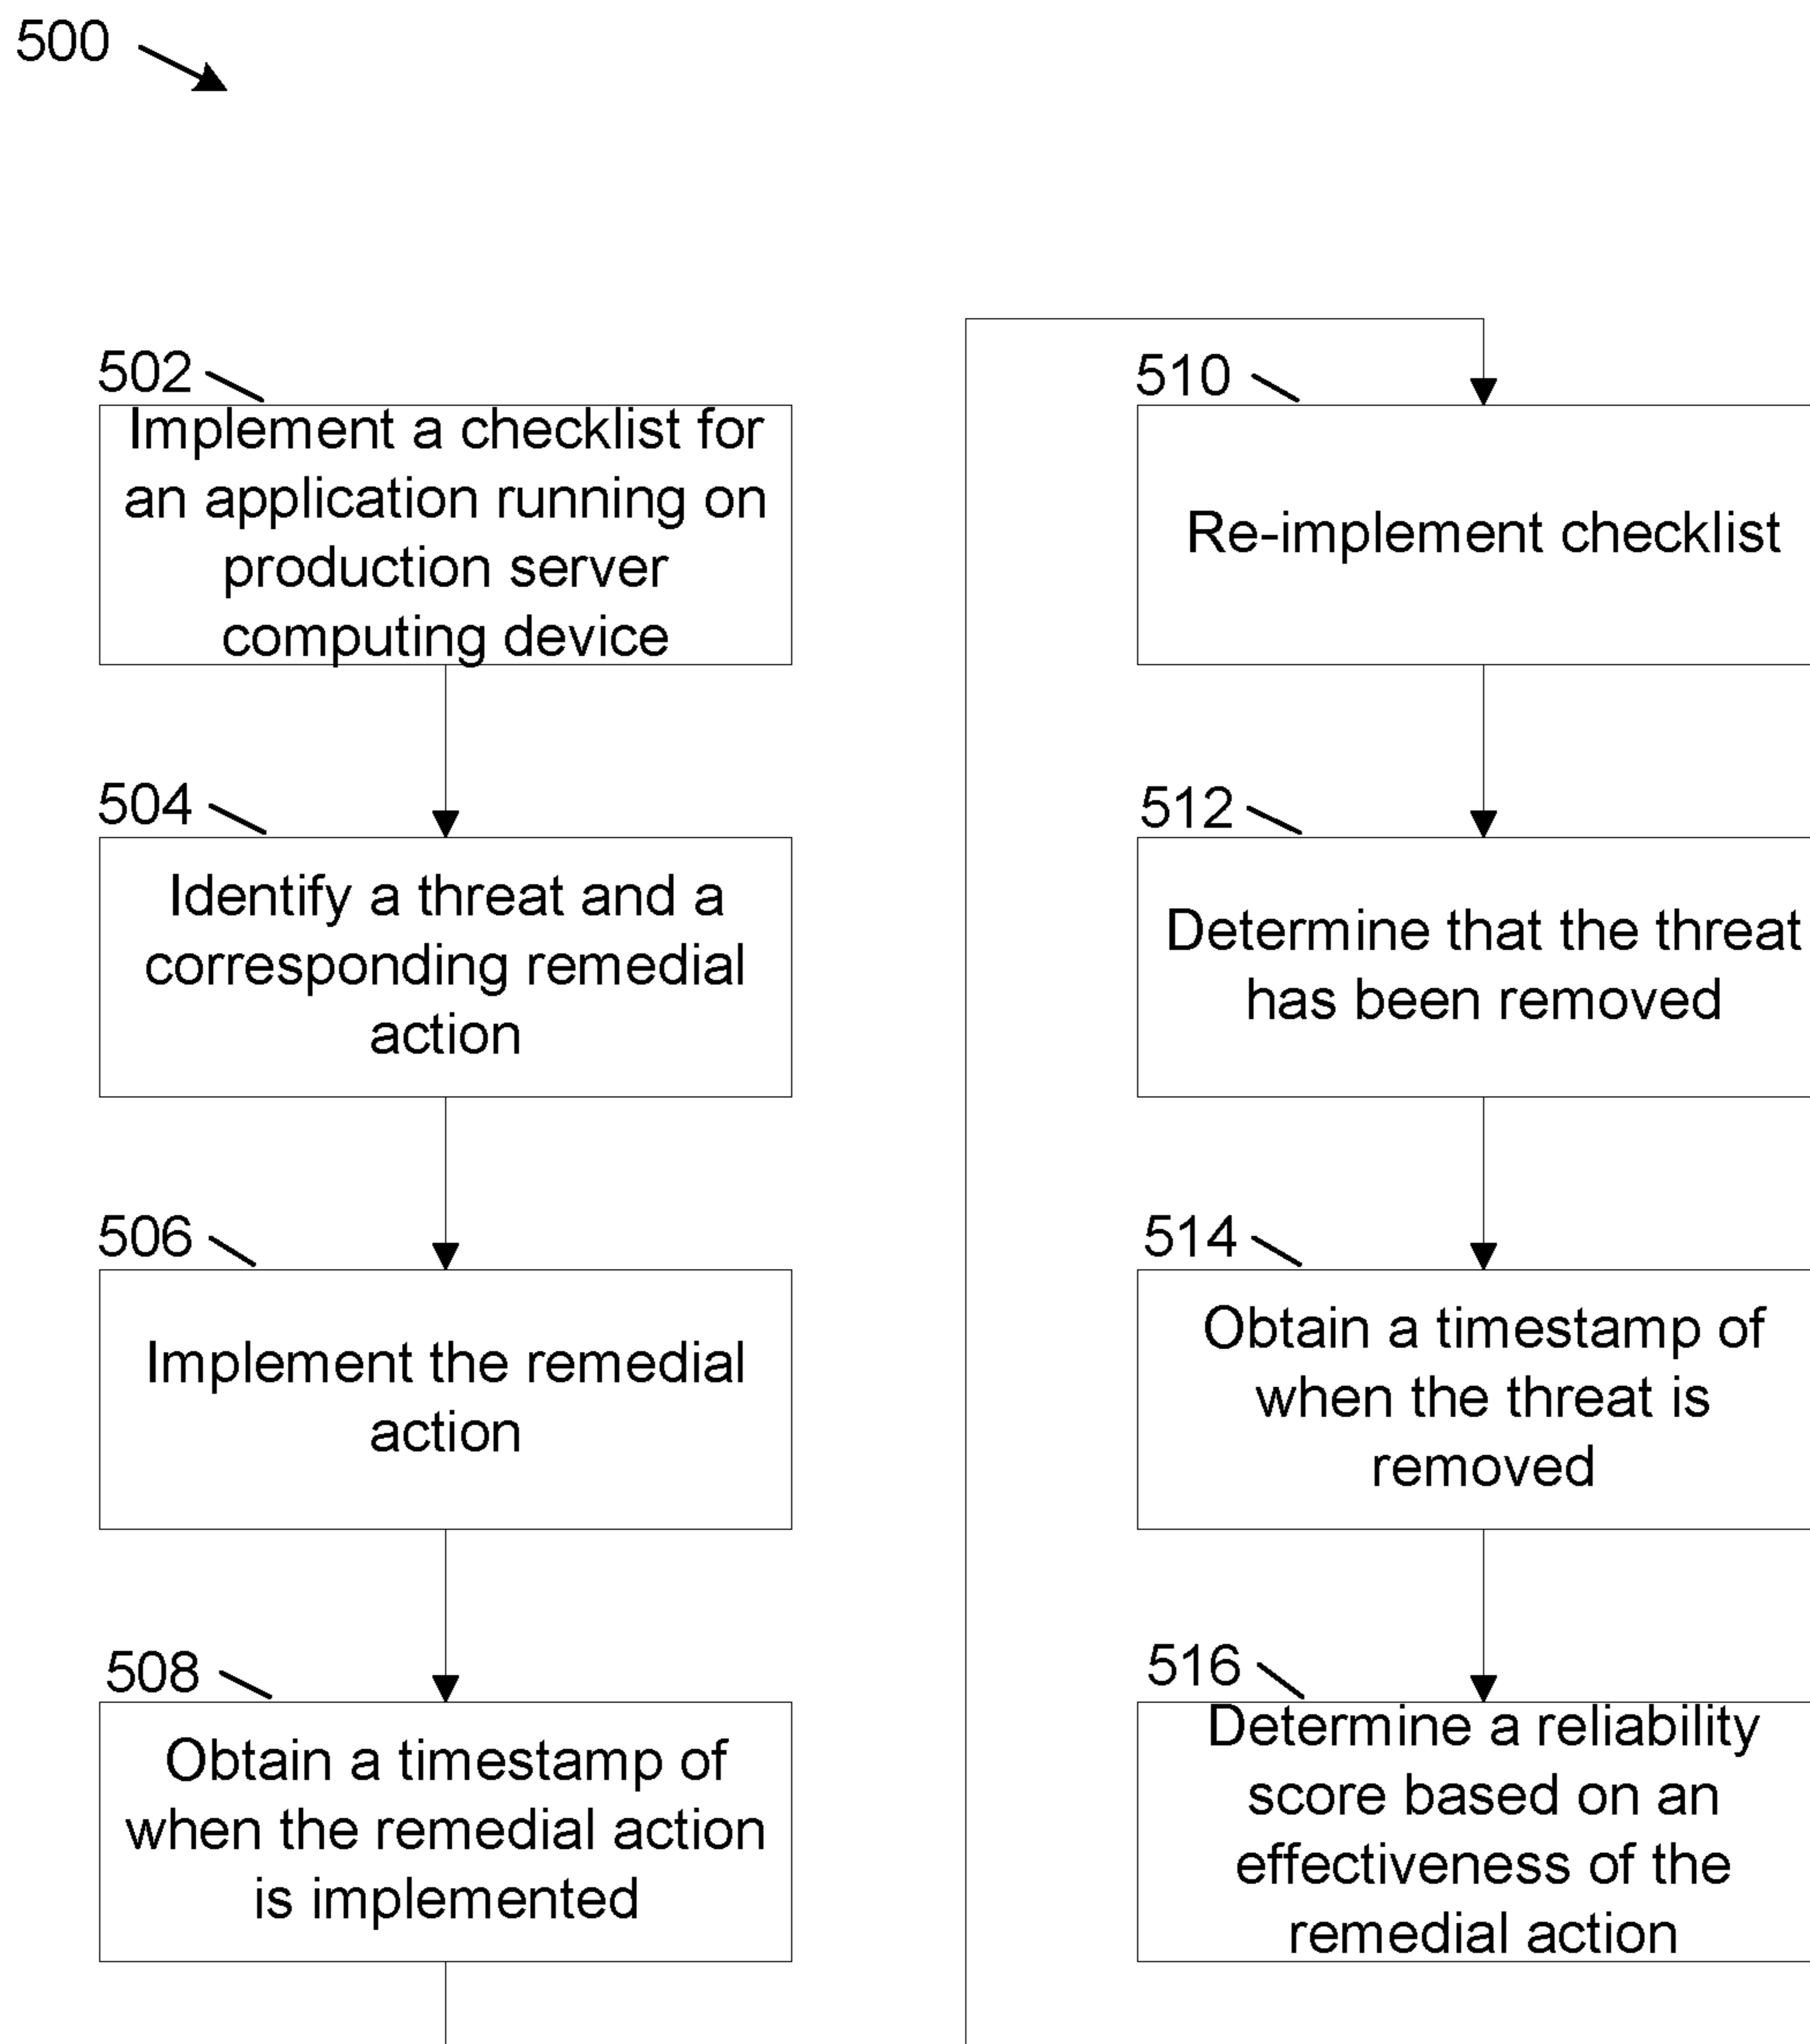 500
502
Implement a checklist for
an application running on
production server
computing device
504
Identify a threat and a
corresponding remedial
action
506
Implement the remedial
action
508
Obtain a timestamp of
when the remedial action
is implemented
510
Re-implement checklist
512
Determine that the threat
has been removed
514
Obtain a timestamp of
when the threat is
removed
516
Determine a reliability
score based on an
effectiveness of the
remedial action